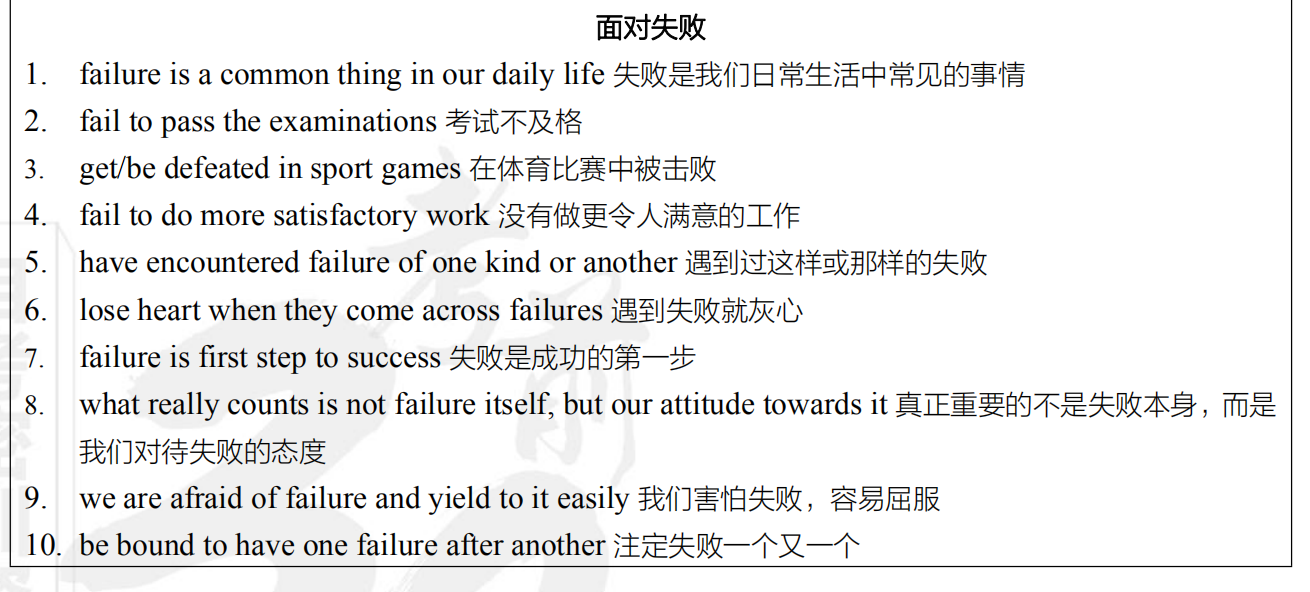 面对失败
1. failure is a common thing in our daily life 失败是我们日常生活中常见的事情
2. fail to pass the examinations 考试不及格
3. get/be defeated in sport games 在体育比赛中被击败
4. fail to do more satisfactory work 没有做更令人满意的工作
5. have encountered failure of one kind or another 遇到过这样或那样的失败
6. lose heart when they come across failures 遇到失败就灰心
7. failure is first step to success 失败是成功的第一步
8. what really counts is not failure itself, but our attitude towards it 真正重要的不是失败本身，而是
我们对待失败的态度
9. we are afraid of failure and yield to it easily 我们害怕失败，容易屈服
10. be bound to have one failure after another 注定失败一个又一个